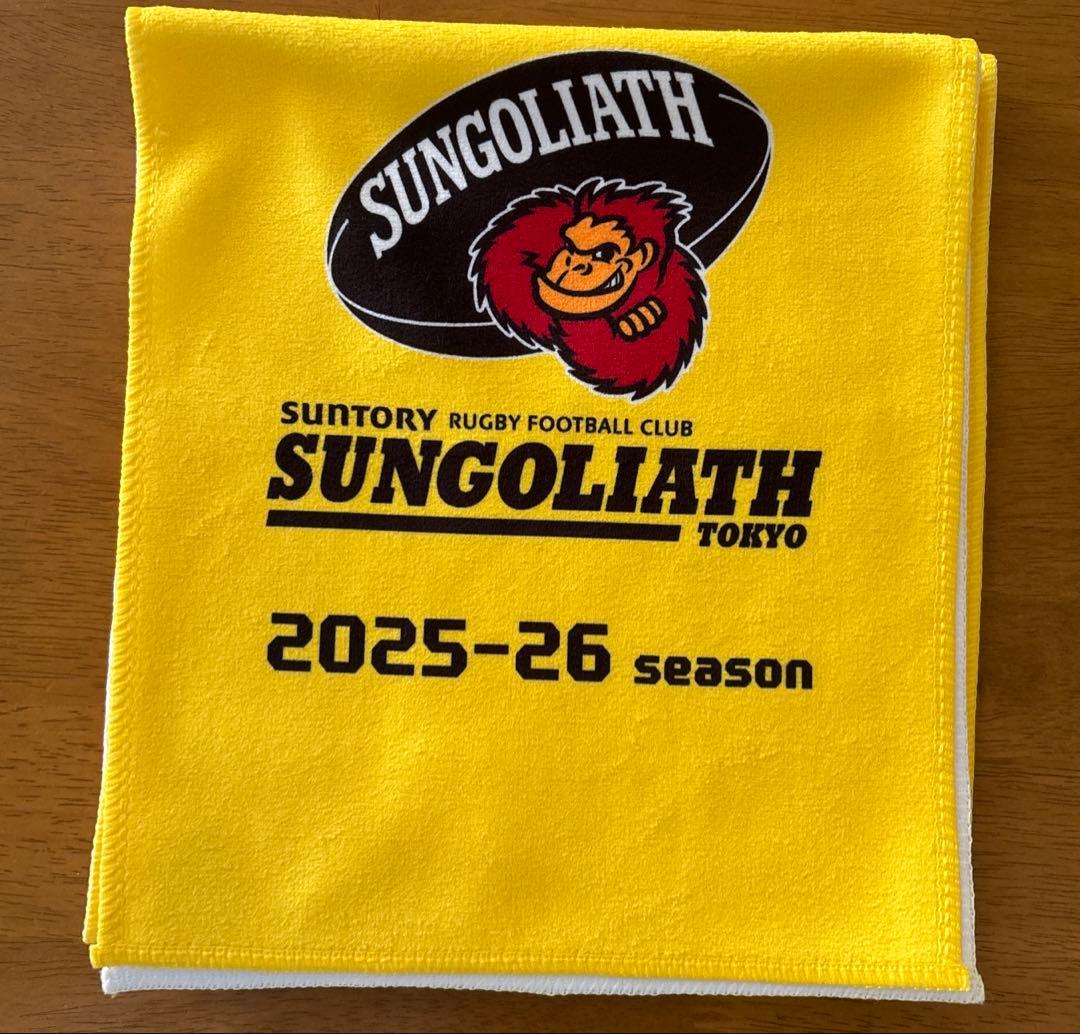 SUNGOLIATH
SUNTORY RUGBY FOOTBALL CLUB
SUNGOLIATH
TOKYO
2025-26 season